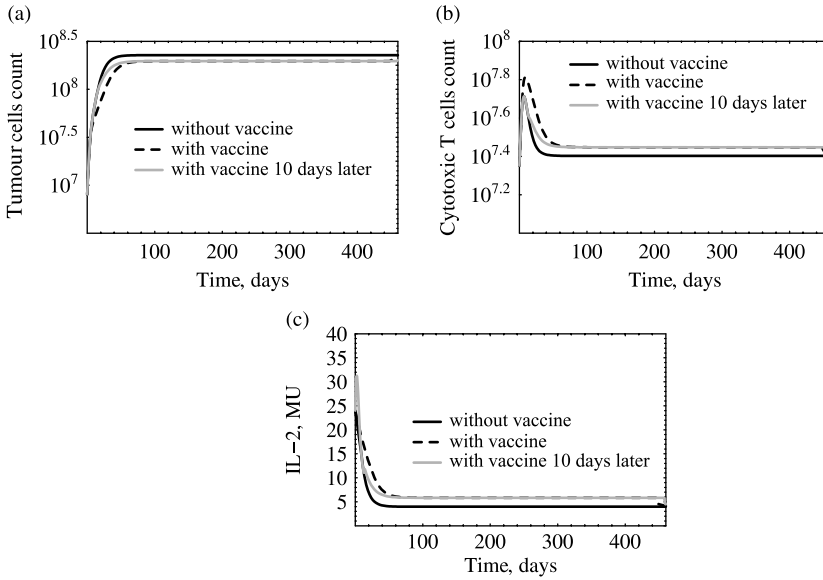 (a)
10^8.5
10^8
10^7.5
10^7
Tumour cells count
without vaccine
with vaccine
with vaccine 10 days later
100 200 300 400
Time, days
(b)
10^8
10^7.8
10^7.6
10^7.4
10^7.2
Cytotoxic T cells count
without vaccine
with vaccine
with vaccine 10 days later
100 200 300 400
Time, days
(c)
40
35
30
25
20
15
10
5
IL−2, MU
without vaccine
with vaccine
with vaccine 10 days later
100 200 300 400
Time, days